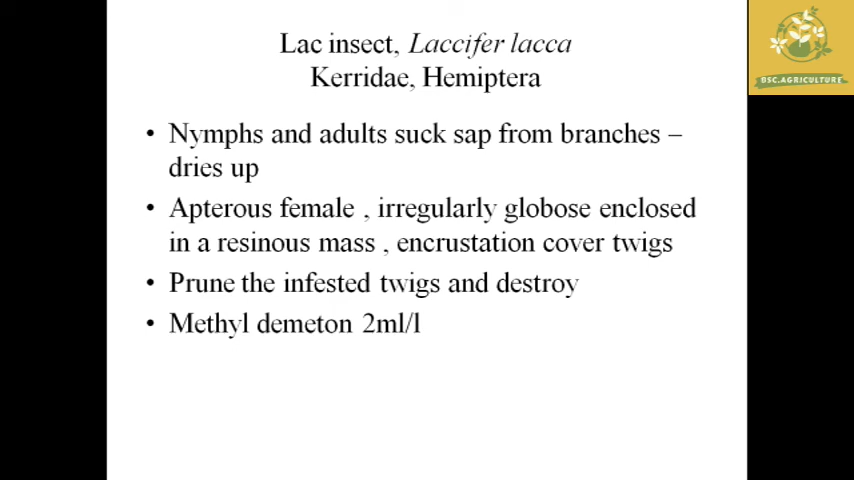 Lac insect, Laccifer lacca
Kerridae, Hemiptera
• Nymphs and adults suck sap from branches –
dries up
• Apterous female , irregularly globose enclosed
in a resinous mass , encrustation cover twigs
• Prune the infested twigs and destroy
• Methyl demeton 2ml/l
BSC.AGRICULTURE